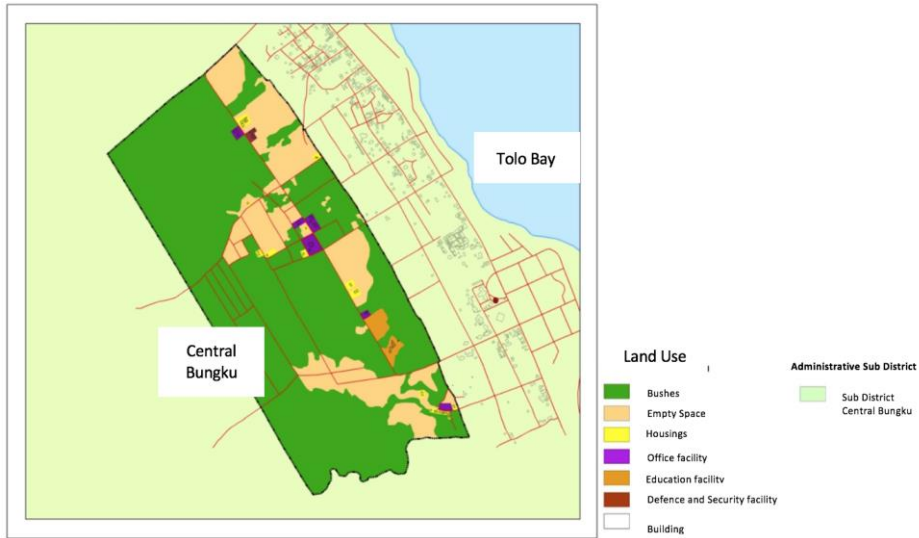 Tolo Bay
Central
Bungku
Land Use
Bushes
Empty Space
Housings
Office facility
Education facility
Defence and Security facility
Building
Administrative Sub District
Sub District
Central Bungku